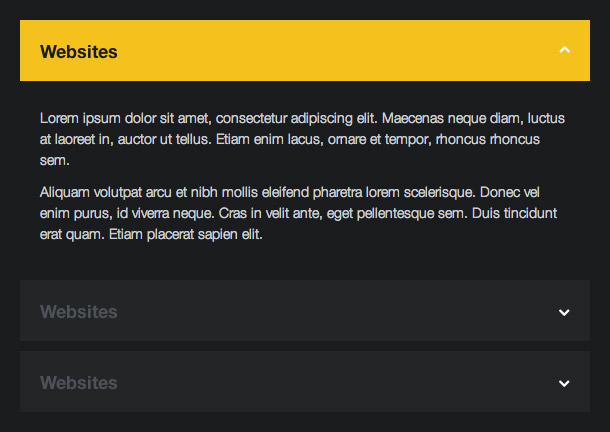 Websites
Lorem ipsum dolor sit amet, consectetur adipiscing elit. Maecenas neque diam, luctus
at laoreet in, auctor ut tellus. Etiam enim lacus, ornare et tempor, rhoncus rhoncus
sem.
Aliquam volutpat arcu et nibh mollis eleifend pharetra lorem scelerisque. Donec vel
enim purus, id viverra neque. Cras in velit ante, eget pellentesque sem. Duis tincidunt
erat quam. Etiam placerat sapien elit.
Websites
Websites